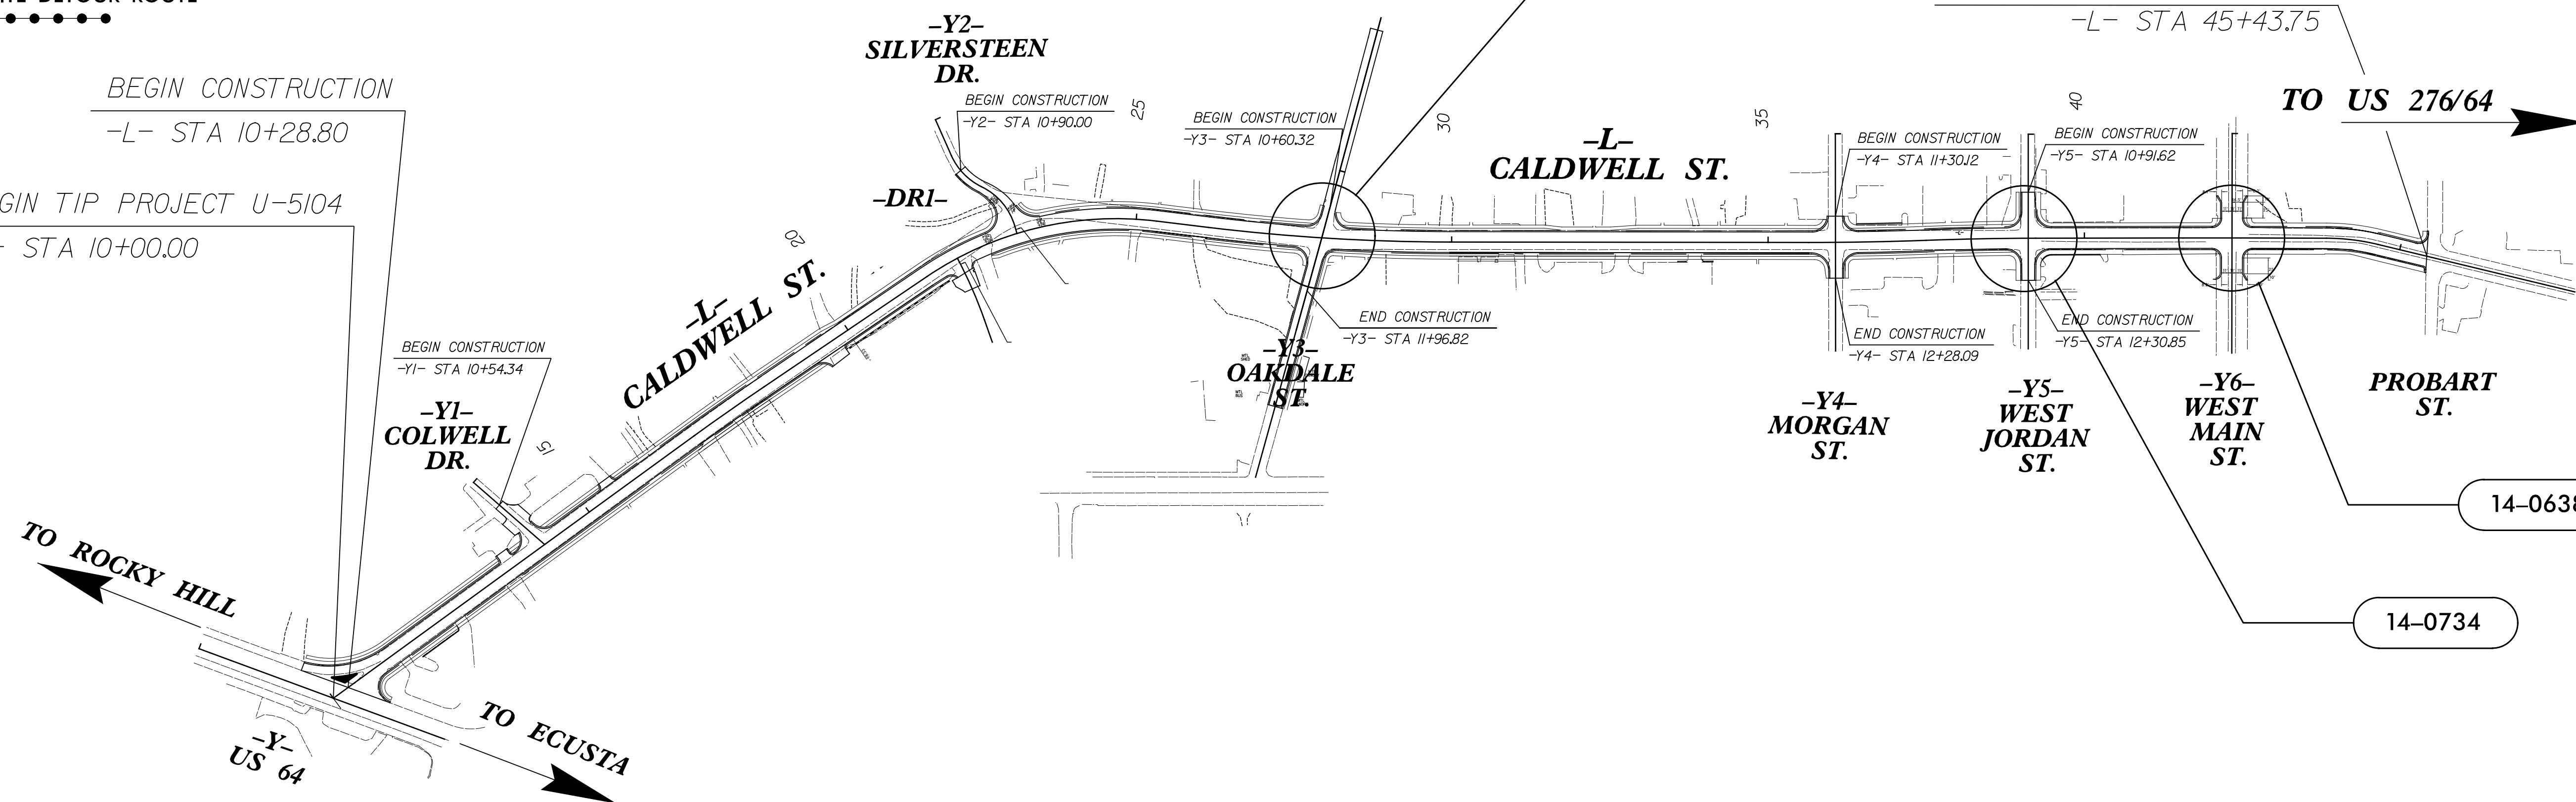 DETOUR ROUTE
BEGIN CONSTRUCTION
-L- STA 10+28.80
GIN TIP PROJECT U-5104
- STA 10+00.00
–Y2–
SILVERSTEEN
DR.
BEGIN CONSTRUCTION
-Y2- STA 10+90.00
–DR1–
25
BEGIN CONSTRUCTION
-Y3- STA 10+60.32
30
–L–
CALDWELL ST.
35
-L- STA 45+43.75
TO US 276/64
40
BEGIN CONSTRUCTION
-Y4- STA 11+30.12
BEGIN CONSTRUCTION
-Y5- STA 10+91.62
20
–L–
CALDWELL ST.
BEGIN CONSTRUCTION
-Y1- STA 10+54.34
–Y1–
COLWELL
DR.
15
END CONSTRUCTION
-Y3- STA 11+96.82
–Y3–
OAKDALE
ST.
END CONSTRUCTION
-Y4- STA 12+28.09
–Y4–
MORGAN
ST.
END CONSTRUCTION
-Y5- STA 12+30.85
–Y5–
WEST
JORDAN
ST.
–Y6–
WEST
MAIN
ST.
PROBART
ST.
14–0638
14–0734
TO ROCKY HILL
TO ECUSTA
–Y–
US 64